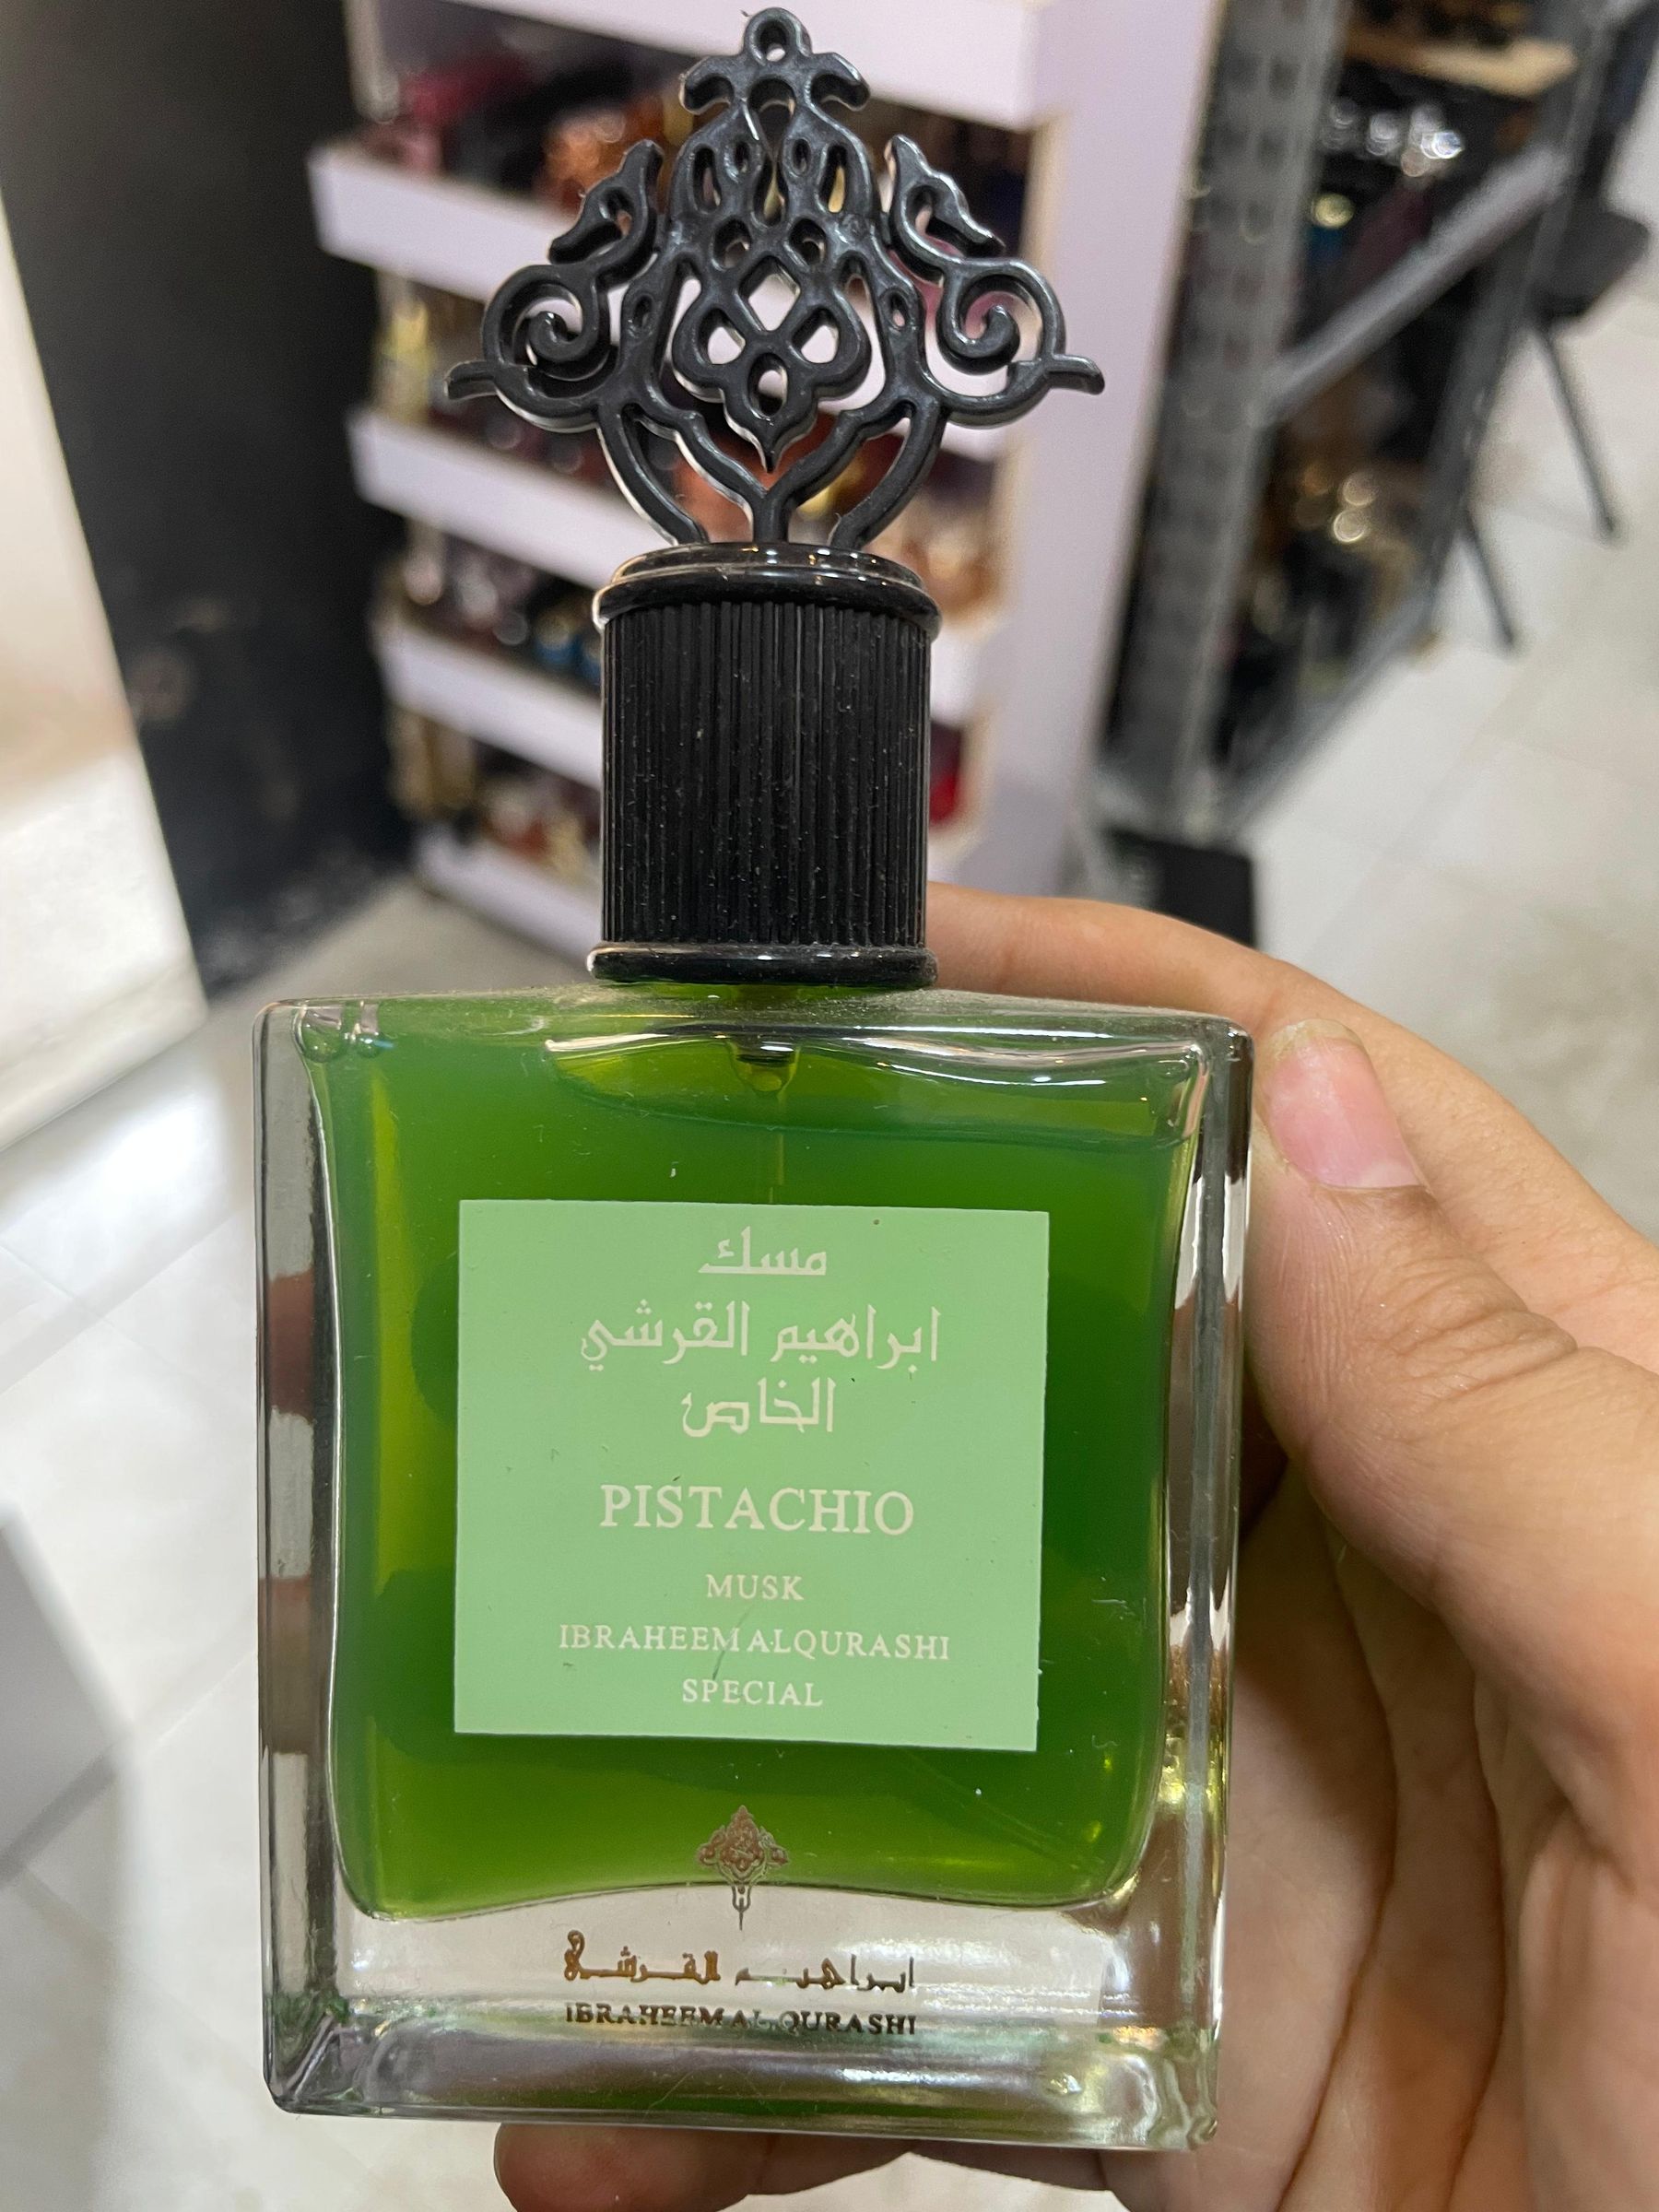 مسك
ابراهيم القرشي
الخاص
PISTACHIO
MUSK
IBRAHEEM ALQURASHI
SPECIAL
ابراهيم القرشي
IBRAHEEM AL QURASHI